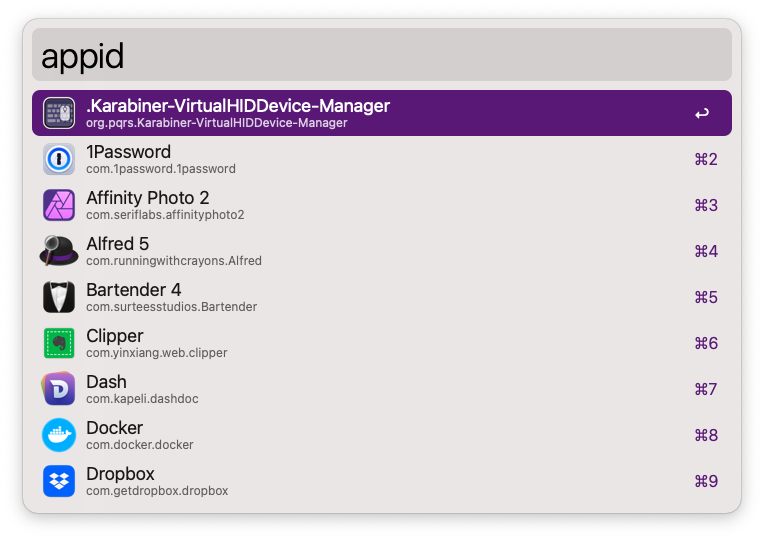 appid
.Karabiner-VirtualHIDDevice-Manager
org.pqrs.Karabiner-VirtualHIDDevice-Manager
↩
1Password
com.1password.1password
⌘2
Affinity Photo 2
com.seriflabs.affinityphoto2
⌘3
Alfred 5
com.runningwithcrayons.Alfred
⌘4
Bartender 4
com.surteesstudios.Bartender
⌘5
Clipper
com.yinxiang.web.clipper
⌘6
Dash
com.kapeli.dashdoc
⌘7
Docker
com.docker.docker
⌘8
Dropbox
com.getdropbox.dropbox
⌘9